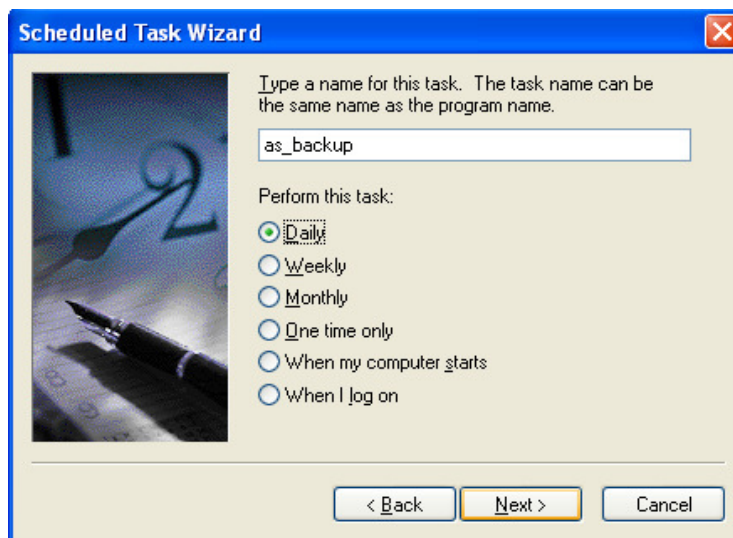 Scheduled Task Wizard
Type a name for this task. The task name can be
the same name as the program name.
as_backup
Perform this task:
Daily
Weekly
Monthly
One time only
When my computer starts
When I log on
< Back
Next >
Cancel